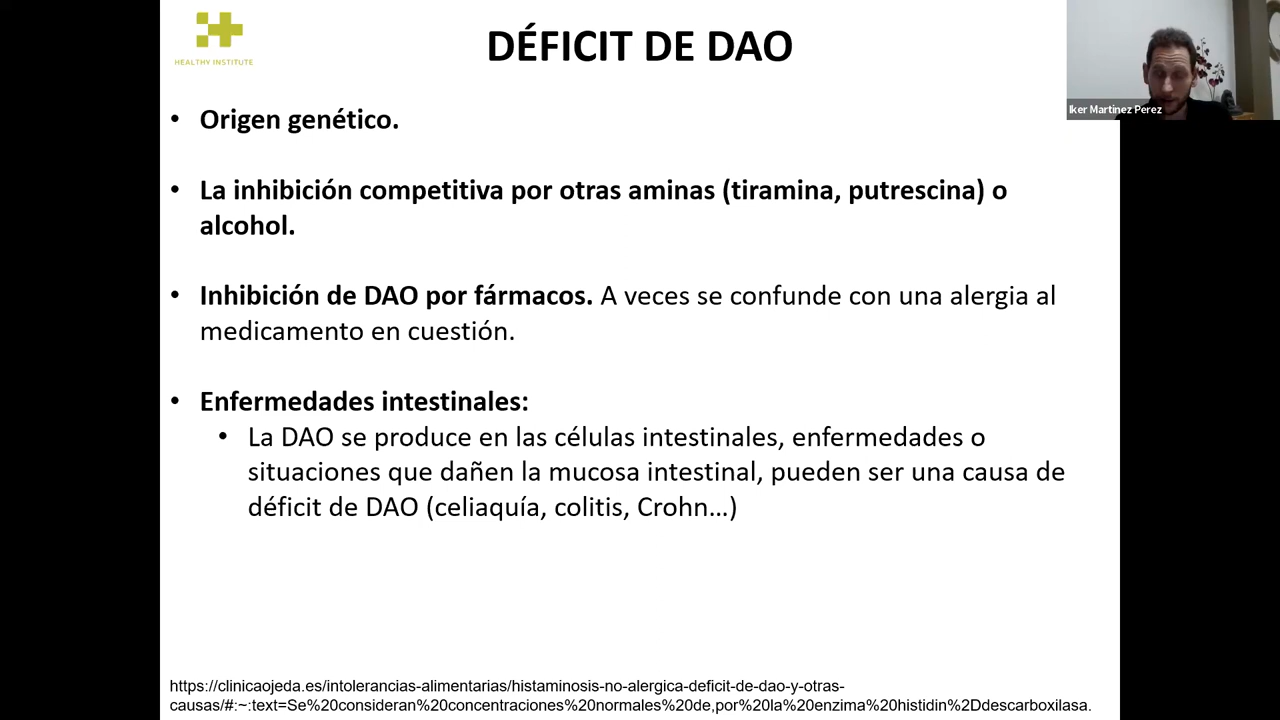 HEALTHY INSTITUTE
DÉFICIT DE DAO
Iker Martínez Perez
• Origen genético.
• La inhibición competitiva por otras aminas (tiramina, putrescina) o
alcohol.
• Inhibición de DAO por fármacos. A veces se confunde con una alergia al
medicamento en cuestión.
• Enfermedades intestinales:
• La DAO se produce en las células intestinales, enfermedades o
situaciones que dañen la mucosa intestinal, pueden ser una causa de
déficit de DAO (celiaquía, colitis, Crohn…)
https://clinicaojeda.es/intolerancias-alimentarias/histaminosis-no-alergica-deficit-de-dao-y-otras-
causas/#:~:text=Se%20consideran%20concentraciones%20normales%20de,por%20la%20enzima%20histidin%2Ddescarboxilasa.